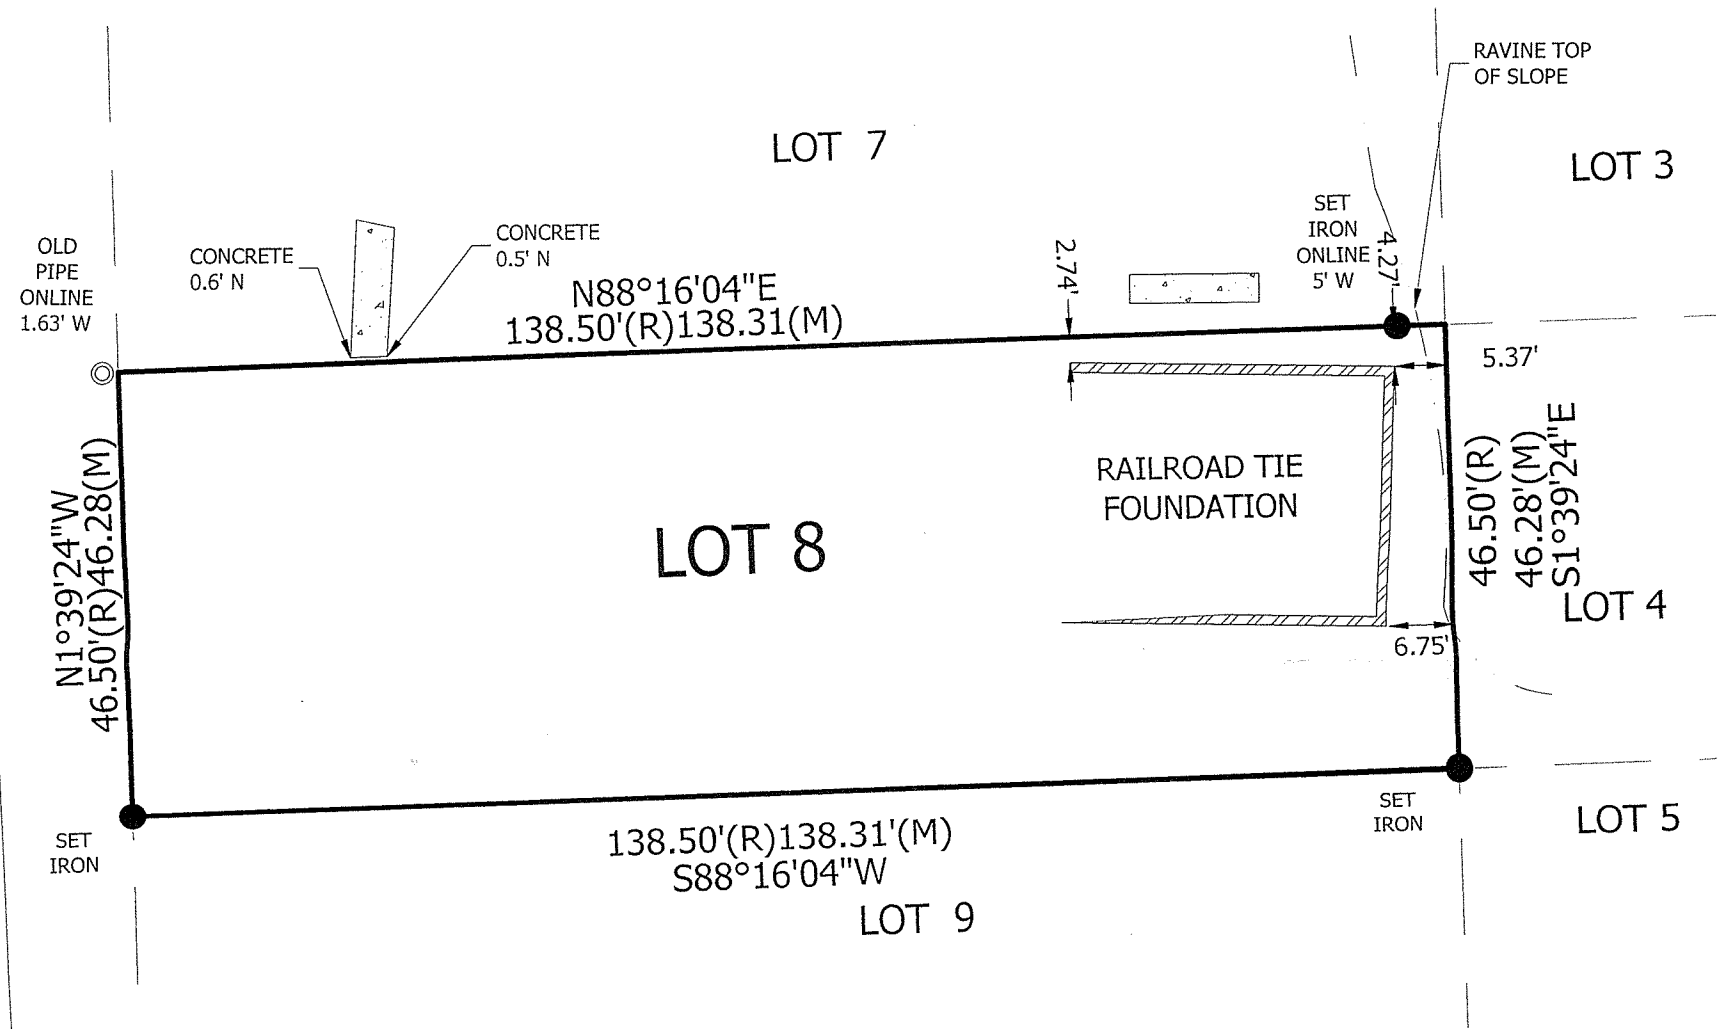 RAVINE TOP
OF SLOPE
LOT 7
LOT 3
SET
IRON
ONLINE
5' W
4.27'
2.74'
CONCRETE
0.5' N
CONCRETE
0.6' N
OLD
PIPE
ONLINE
1.63' W
N88°16'04"E
138.50'(R)138.31(M)
5.37'
RAILROAD TIE
FOUNDATION
LOT 8
N1°39'24"W
46.50'(R)46.28(M)
46.50'(R)
46.28'(M)
S1°39'24"E
LOT 4
6.75'
SET
IRON
SET
IRON
138.50'(R)138.31'(M)
S88°16'04"W
LOT 5
LOT 9